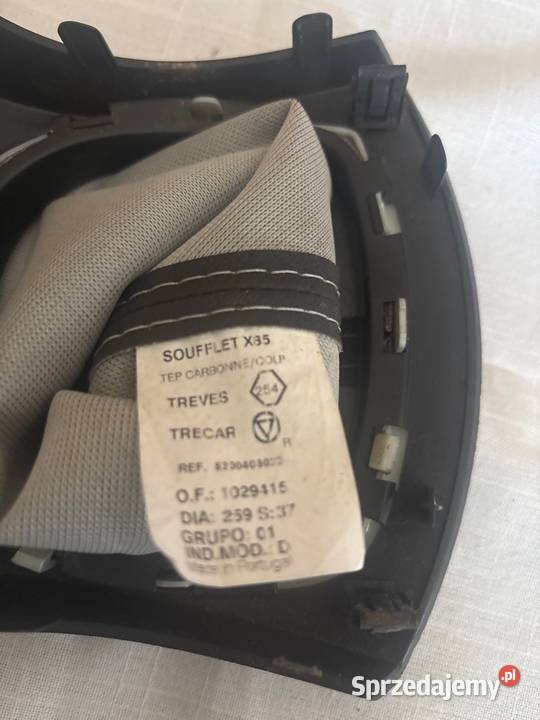 SOUFFLET X85
TEP CARBONNE/COLP
TREVES 254
TRECAR R
REF.
O.F.: 1029415
DIA: 259 S:37
GRUPO: 01
IND.MOD.: D
Made in Portugal
Sprzedajemy.pl